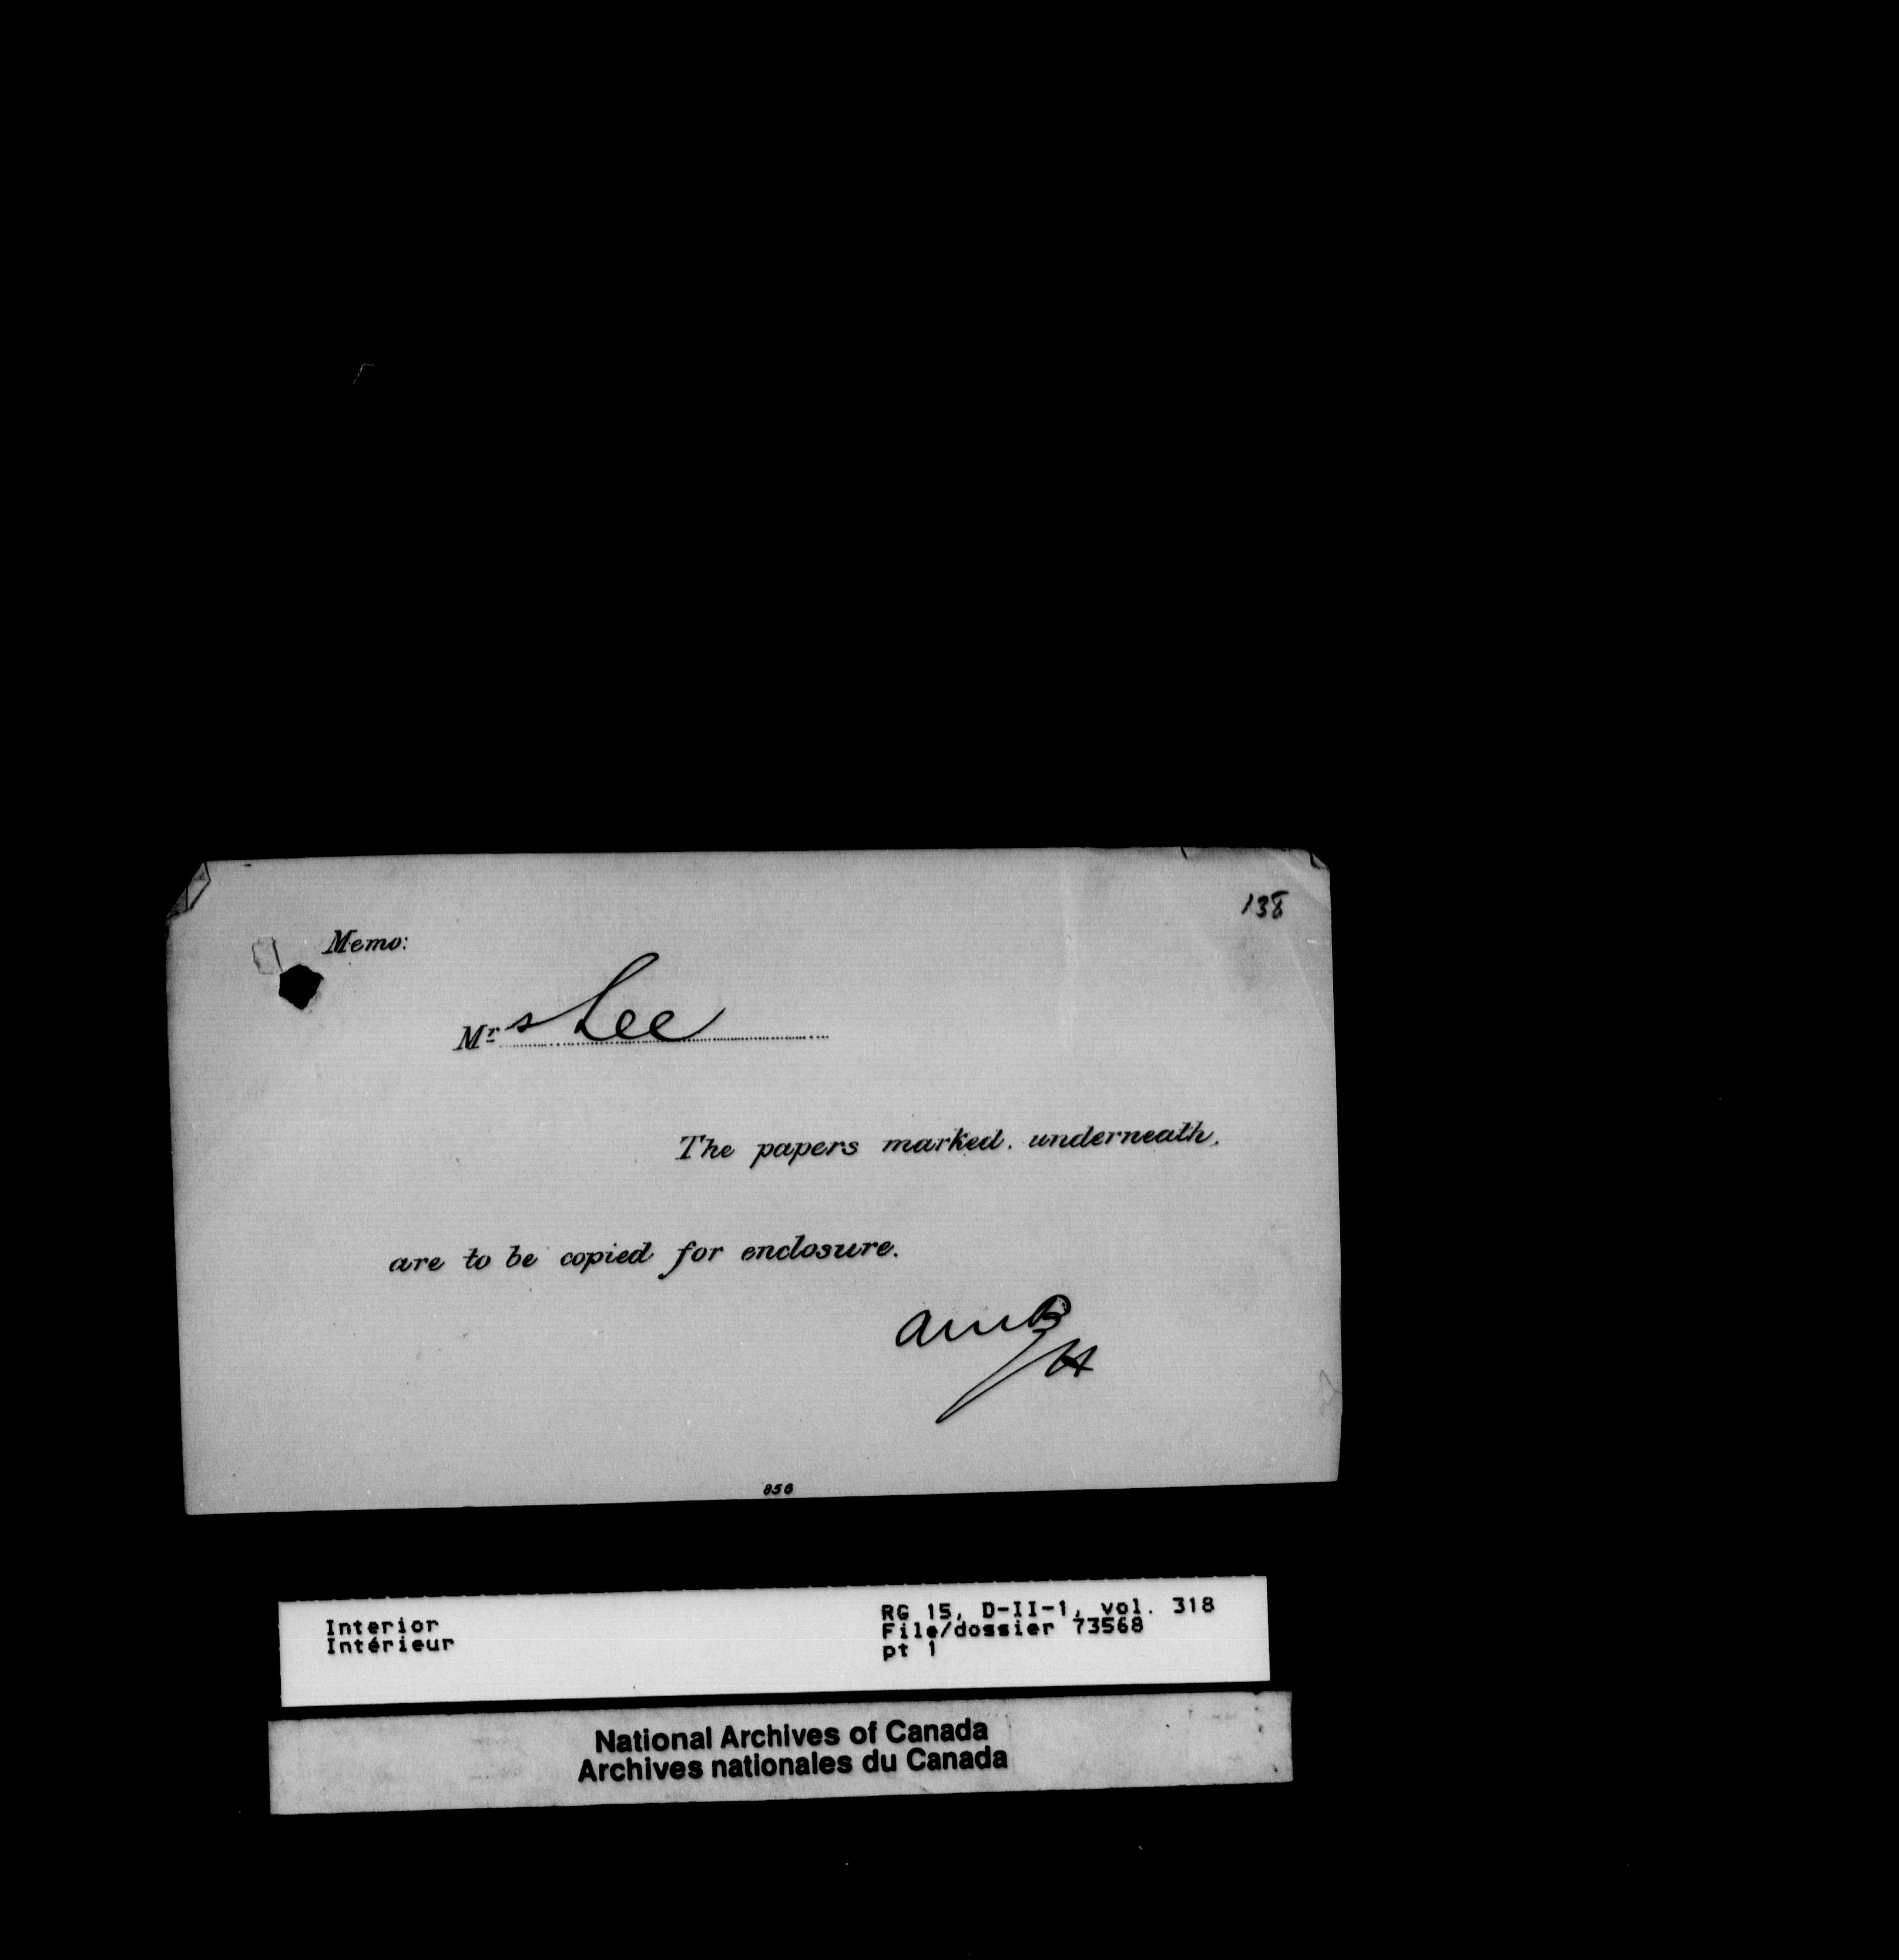 138
Memo:
Mrs Lee
The papers marked underneath
are to be copied for enclosure.
H
856
Interior
Intérieur
RG 15, D-II-1, vol. 318
File/dossier 73568
pt 1
National Archives of Canada
Archives nationales du Canada